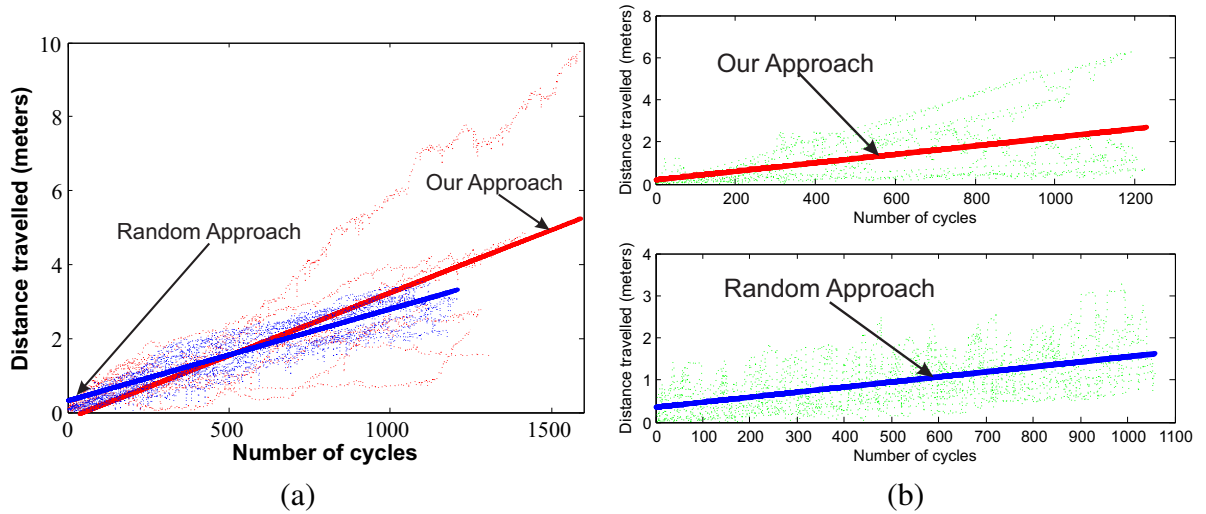 10
8
6
4
2
0
Distance travelled (meters)
Random Approach
Our Approach
0 500 1000 1500
Number of cycles
(a)
8
6
4
2
0
Distance travelled (meters)
Our Approach
0 200 400 600 800 1000 1200
Number of cycles
4
3
2
1
0
Distance travelled (meters)
Random Approach
0 100 200 300 400 500 600 700 800 900 1000 1100
Number of cycles
(b)